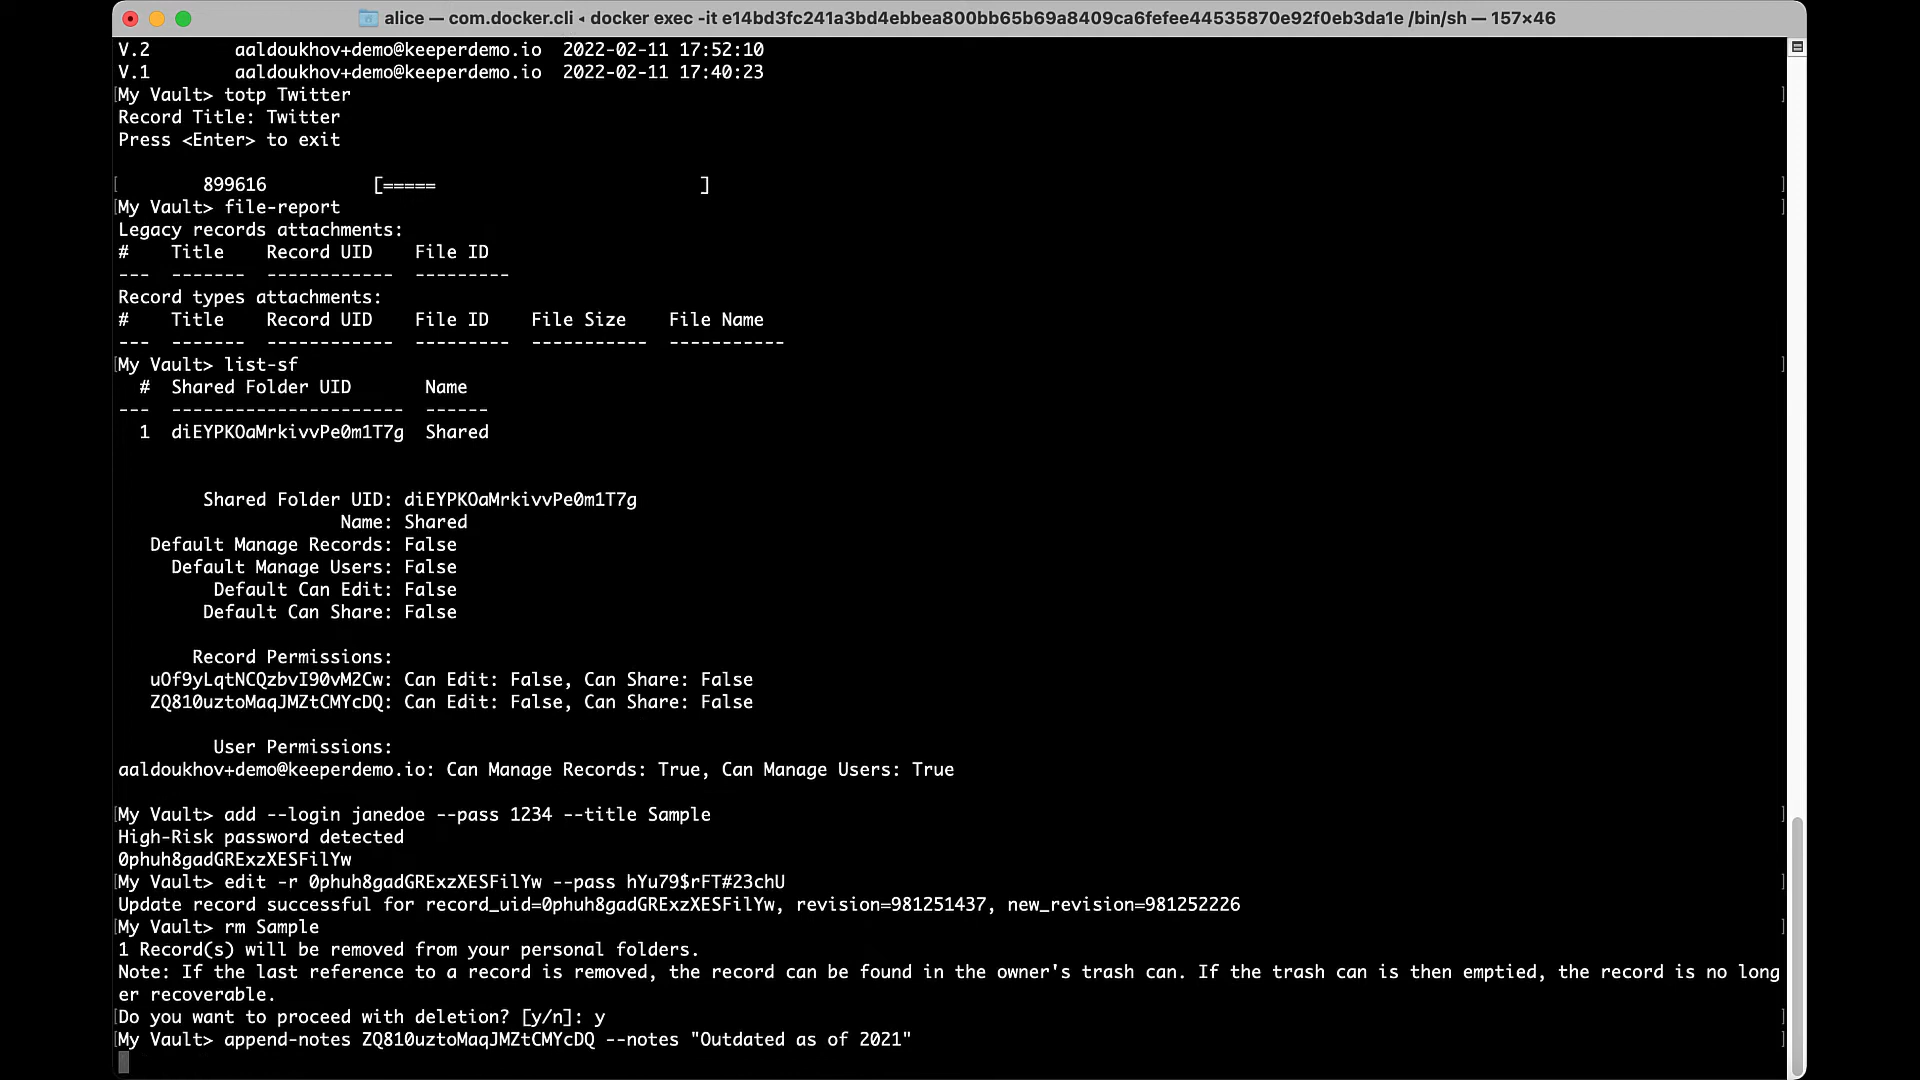 alice — com.docker.cli ◂ docker exec -it e14bd3fc241a3bd4ebbea800bb65b69a8409ca6fefee44535870e92f0eb3da1e /bin/sh — 157×46
V.2        aaldoukhov+demo@keeperdemo.io  2022-02-11 17:52:10
V.1        aaldoukhov+demo@keeperdemo.io  2022-02-11 17:40:23
My Vault> totp Twitter
Record Title: Twitter
Press <Enter> to exit
899616          [=====                         ]
My Vault> file-report
Legacy records attachments:
#    Title    Record UID    File ID
---  -------  ------------  ---------
Record types attachments:
#    Title    Record UID    File ID    File Size    File Name
---  -------  ------------  ---------  -----------  -----------
My Vault> list-sf
  #  Shared Folder UID       Name
---  ----------------------  ------
  1  diEYPKOaMrkivvPe0m1T7g  Shared
Shared Folder UID: diEYPKOaMrkivvPe0m1T7g
Name: Shared
Default Manage Records: False
Default Manage Users: False
Default Can Edit: False
Default Can Share: False
Record Permissions:
uOf9yLqtNCQzbvI90vM2Cw: Can Edit: False, Can Share: False
ZQ810uztoMaqJMZtCMYcDQ: Can Edit: False, Can Share: False
User Permissions:
aaldoukhov+demo@keeperdemo.io: Can Manage Records: True, Can Manage Users: True
My Vault> add --login janedoe --pass 1234 --title Sample
High-Risk password detected
0phuh8gadGRExzXESFilYw
My Vault> edit -r 0phuh8gadGRExzXESFilYw --pass hYu79$rFT#23chU
Update record successful for record_uid=0phuh8gadGRExzXESFilYw, revision=981251437, new_revision=981252226
My Vault> rm Sample
1 Record(s) will be removed from your personal folders.
Note: If the last reference to a record is removed, the record can be found in the owner's trash can. If the trash can is then emptied, the record is no long
er recoverable.
Do you want to proceed with deletion? [y/n]: y
My Vault> append-notes ZQ810uztoMaqJMZtCMYcDQ --notes "Outdated as of 2021"